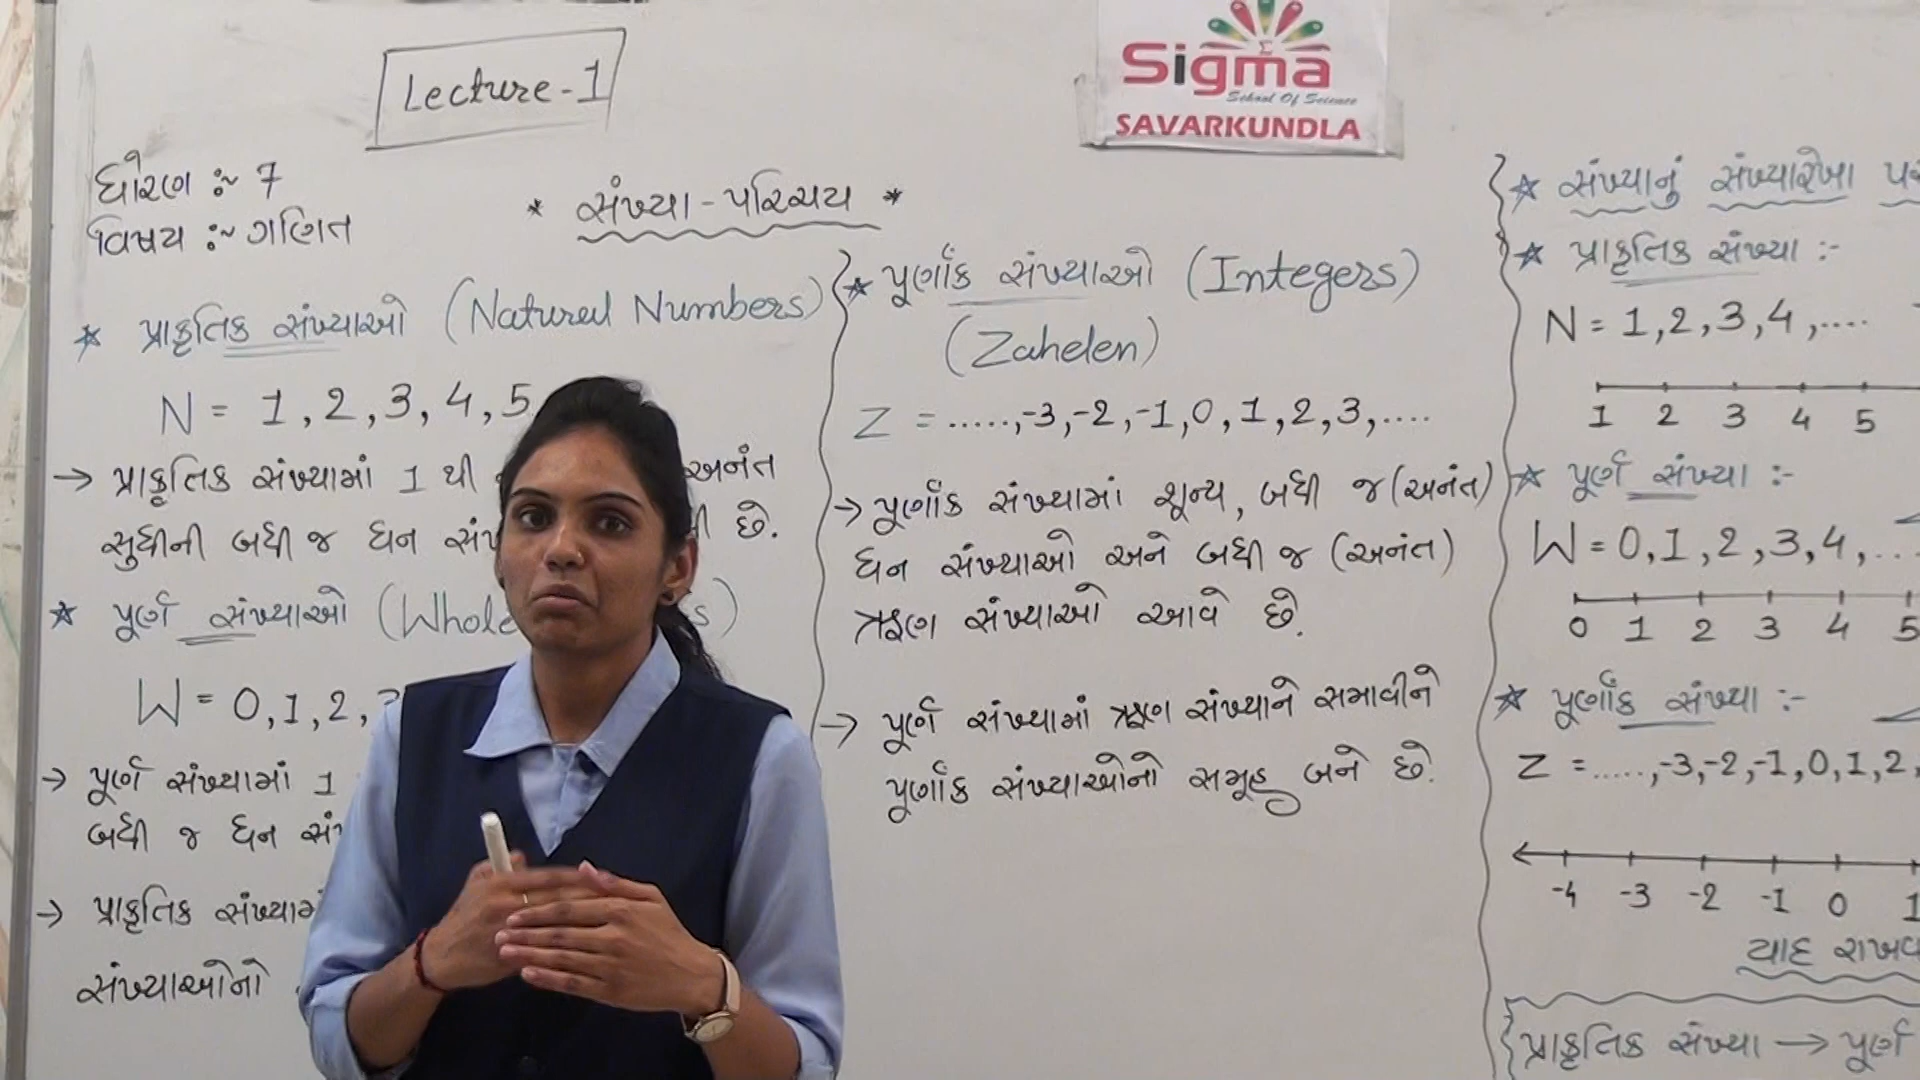 Lecture-1
Sigma
School Of Science
SAVARKUNDLA
ધોરણ :~ 7
વિષય :~ ગણિત
* સંખ્યા - પરિચય *
* પ્રાકૃતિક સંખ્યાઓ (Natural Numbers)
N = 1, 2, 3, 4, 5
→ પ્રાકૃતિક સંખ્યામાં 1 થી અનંત
સુધીની બધી જ ધન છે.
* પૂર્ણ સંખ્યાઓ (Whole
W = 0, 1, 2,
→ પૂર્ણ સંખ્યામાં 1
બધી જ ધન
→ પ્રાકૃતિક સંખ્યામાં
સંખ્યાઓનો
* પૂર્ણાંક સંખ્યાઓ (Integers)
(Zahelen)
Z = ....., -3, -2, -1, 0, 1, 2, 3, ....
→ પૂર્ણાંક સંખ્યામાં શૂન્ય, બધી જ (અનંત)
ધન સંખ્યાઓ અને બધી જ (અનંત)
ઋણ સંખ્યાઓ આવે છે.
→ પૂર્ણ સંખ્યામાં ઋણ સંખ્યાને સમાવીને
પૂર્ણાંક સંખ્યાઓનો સમૂહ બને છે.
* સંખ્યાનું સંખ્યારેખા
* પ્રાકૃતિક સંખ્યા :-
N = 1, 2, 3, 4, ....
1 2 3 4 5
* પૂર્ણ સંખ્યા :-
W = 0, 1, 2, 3, 4, ...
0 1 2 3 4 5
* પૂર્ણાંક સંખ્યા :-
Z = ....., -3, -2, -1, 0, 1, 2,
-4 -3 -2 -1 0 1
યાદ
પ્રાકૃતિક સંખ્યા → પૂર્ણ